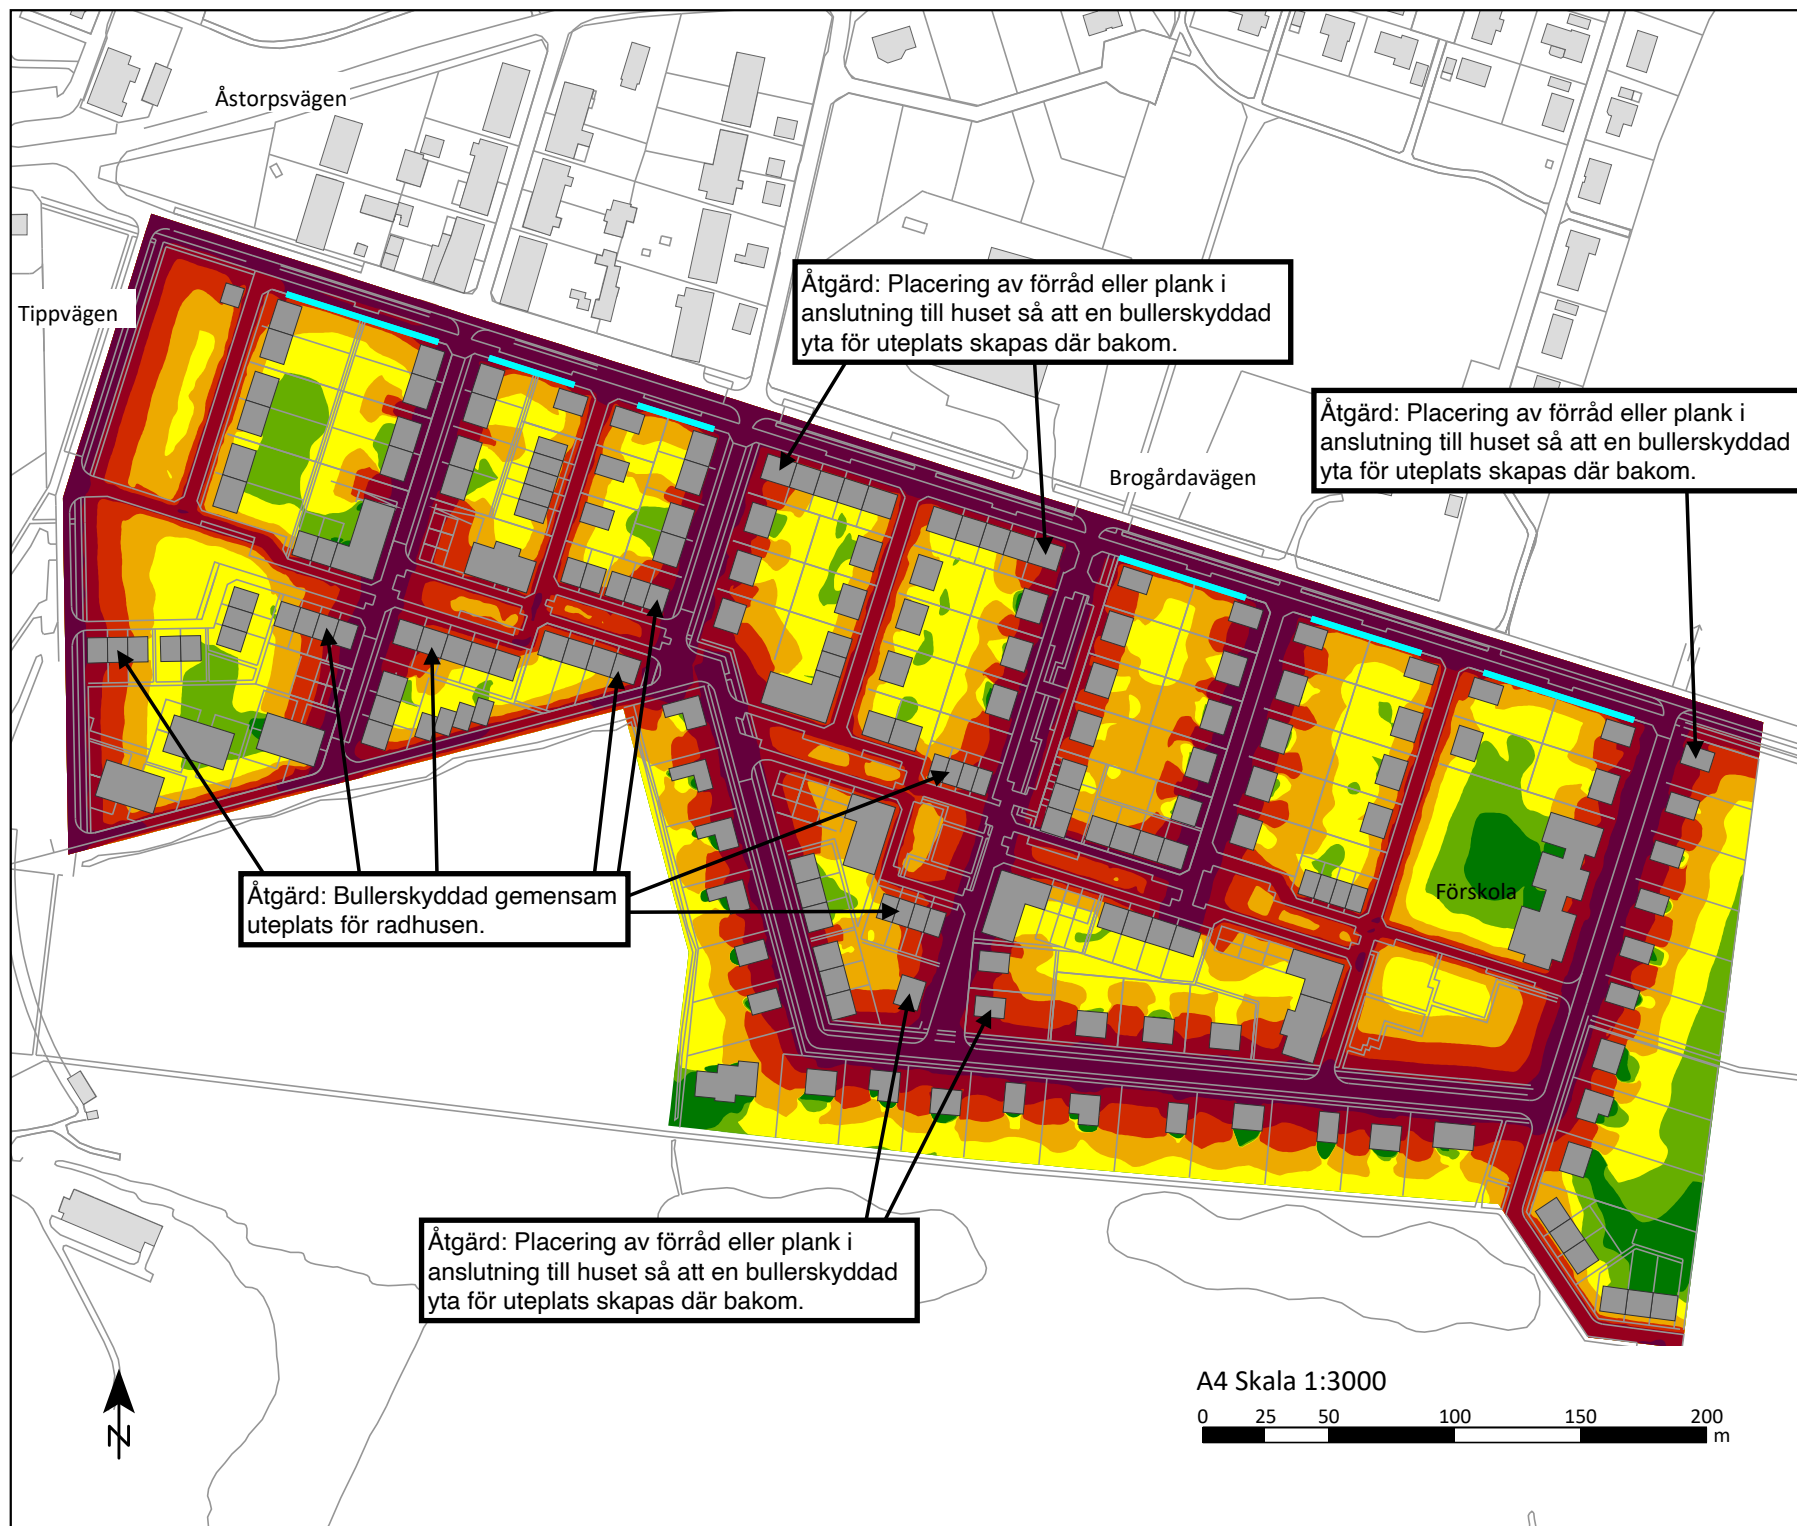 Åstorpsvägen
Tippvägen
Åtgärd: Placering av förråd eller plank i
anslutning till huset så att en bullerskyddad
yta för uteplats skapas där bakom.
Åtgärd: Placering av förråd eller plank i
anslutning till huset så att en bullerskyddad
yta för uteplats skapas där bakom.
Brogårdavägen
Förskola
Åtgärd: Bullerskyddad gemensam
uteplats för radhusen.
Åtgärd: Placering av förråd eller plank i
anslutning till huset så att en bullerskyddad
yta för uteplats skapas där bakom.
A4 Skala 1:3000
0 25 50 100 150 200
m
N